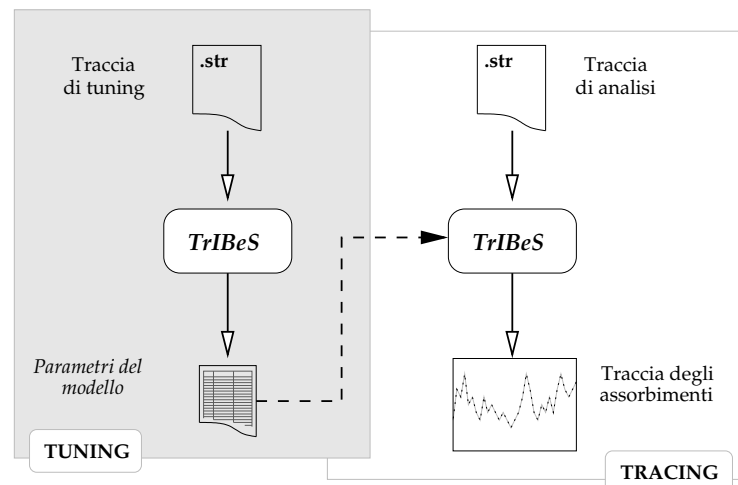 Traccia
di tuning
.str
TrIBeS
Parametri del
modello
TUNING
.str
Traccia
di analisi
TrIBeS
Traccia degli
assorbimenti
TRACING